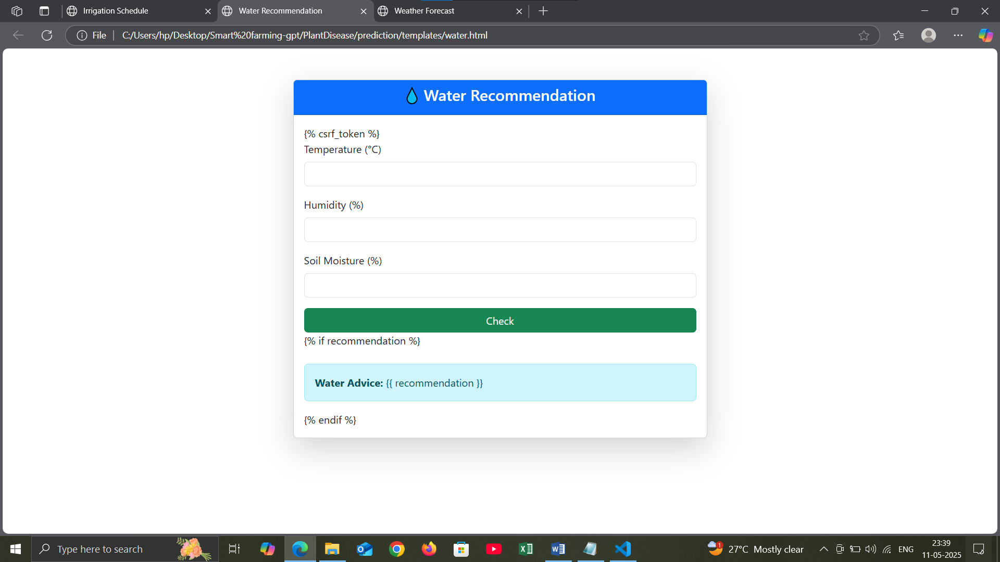 Irrigation Schedule
Water Recommendation
Weather Forecast
File
C:/Users/hp/Desktop/Smart%20farming-gpt/PlantDisease/prediction/templates/water.html
Water Recommendation
{% csrf_token %}
Temperature (°C)
Humidity (%)
Soil Moisture (%)
Check
{% if recommendation %}
Water Advice: {{ recommendation }}
{% endif %}
Type here to search
1
27°C Mostly clear
ENG
23:39
11-05-2025